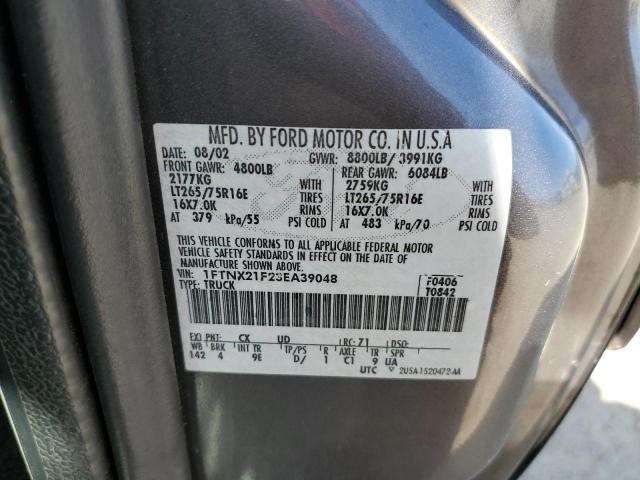 MFD. BY FORD MOTOR CO. IN U.S.A
DATE: 08/02 GVWR: 8800LB/ 3991KG
FRONT GAWR: 4800LB REAR GAWR: 6084LB
2177KG WITH 2759KG WITH
LT265/75R16E TIRES LT265/75R16E TIRES
16X7.0K RIMS 16X7.0K RIMS
AT 379 kPa/55 PSI COLD AT 483 kPa/70 PSI COLD
THIS VEHICLE CONFORMS TO ALL APPLICABLE FEDERAL MOTOR
VEHICLE SAFETY STANDARDS IN EFFECT ON THE DATE OF
MANUFACTURE SHOWN ABOVE.
VIN: 1FTNX21F23EA39048 F0406
TYPE: TRUCK T0842
EXT PNT: CX UD RC: 71 DSO:
WB BRK INT TR TP/PS R AXLE TR SPR
142 4 9E D/ 1 C1 9 UA
UTC 2U5A-1520472-AA